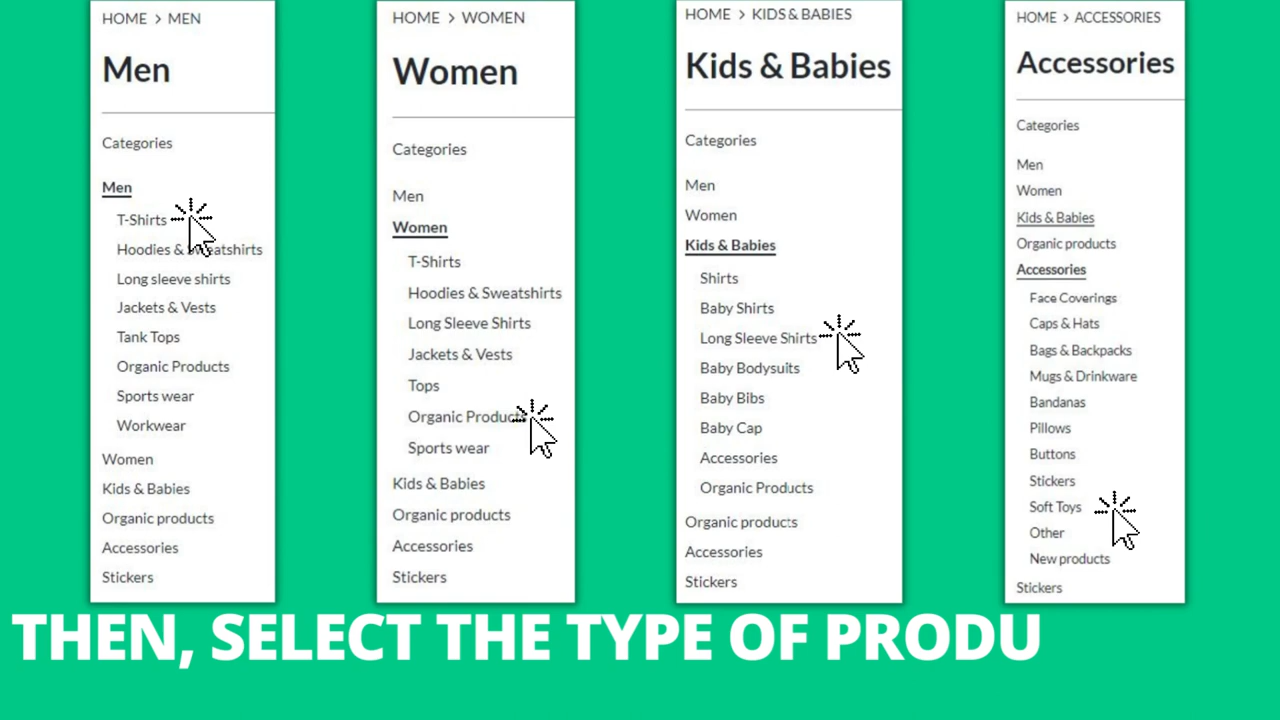 HOME > MEN
Men
Categories
Men
T-Shirts
Hoodies & Sweatshirts
Long sleeve shirts
Jackets & Vests
Tank Tops
Organic Products
Sports wear
Workwear
Women
Kids & Babies
Organic products
Accessories
Stickers
HOME > WOMEN
Women
Categories
Men
Women
T-Shirts
Hoodies & Sweatshirts
Long Sleeve Shirts
Jackets & Vests
Tops
Organic Products
Sports wear
Kids & Babies
Organic products
Accessories
Stickers
HOME > KIDS & BABIES
Kids & Babies
Categories
Men
Women
Kids & Babies
Shirts
Baby Shirts
Long Sleeve Shirts
Baby Bodysuits
Baby Bibs
Baby Cap
Accessories
Organic Products
Organic products
Accessories
Stickers
HOME > ACCESSORIES
Accessories
Categories
Men
Women
Kids & Babies
Organic products
Accessories
Face Coverings
Caps & Hats
Bags & Backpacks
Mugs & Drinkware
Bandanas
Pillows
Buttons
Stickers
Soft Toys
Other
New products
Stickers
THEN, SELECT THE TYPE OF PRODU